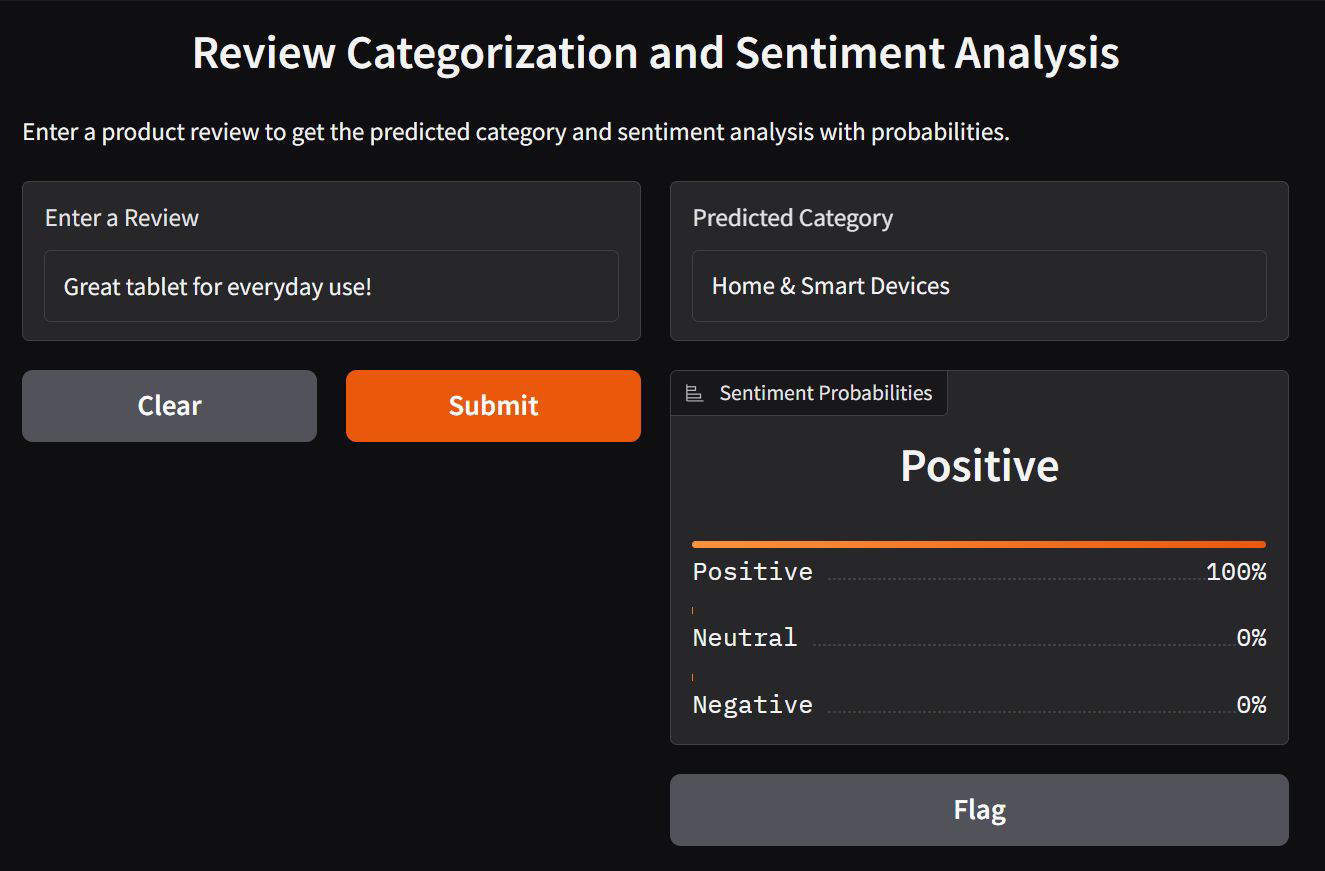 Review Categorization and Sentiment Analysis
Enter a product review to get the predicted category and sentiment analysis with probabilities.
Enter a Review
Great tablet for everyday use!
Clear
Submit
Predicted Category
Home & Smart Devices
Sentiment Probabilities
Positive
Positive 100%
Neutral 0%
Negative 0%
Flag